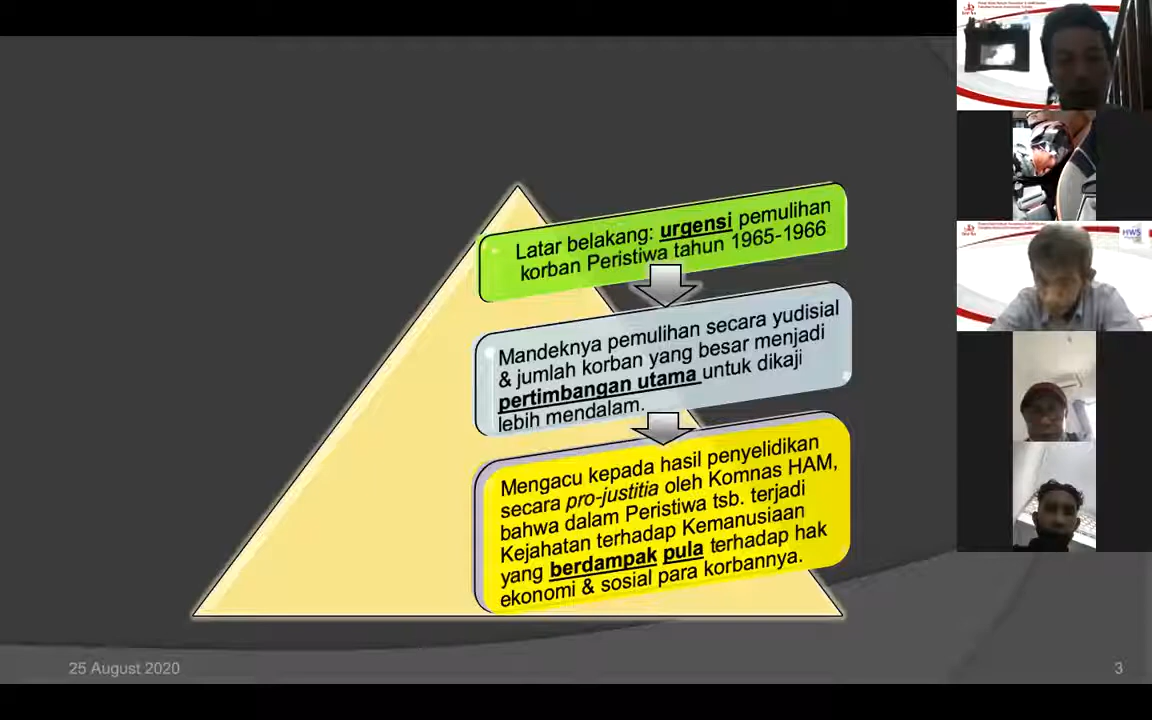 Latar belakang: urgensi pemulihan
korban Peristiwa tahun 1965-1966
Mandeknya pemulihan secara yudisial
& jumlah korban yang besar menjadi
pertimbangan utama untuk dikaji
lebih mendalam.
Mengacu kepada hasil penyelidikan
secara pro-justitia oleh Komnas HAM,
bahwa dalam Peristiwa tsb. terjadi
Kejahatan terhadap Kemanusiaan
yang berdampak pula terhadap hak
ekonomi & sosial para korbannya.
25 August 2020
3
HWS